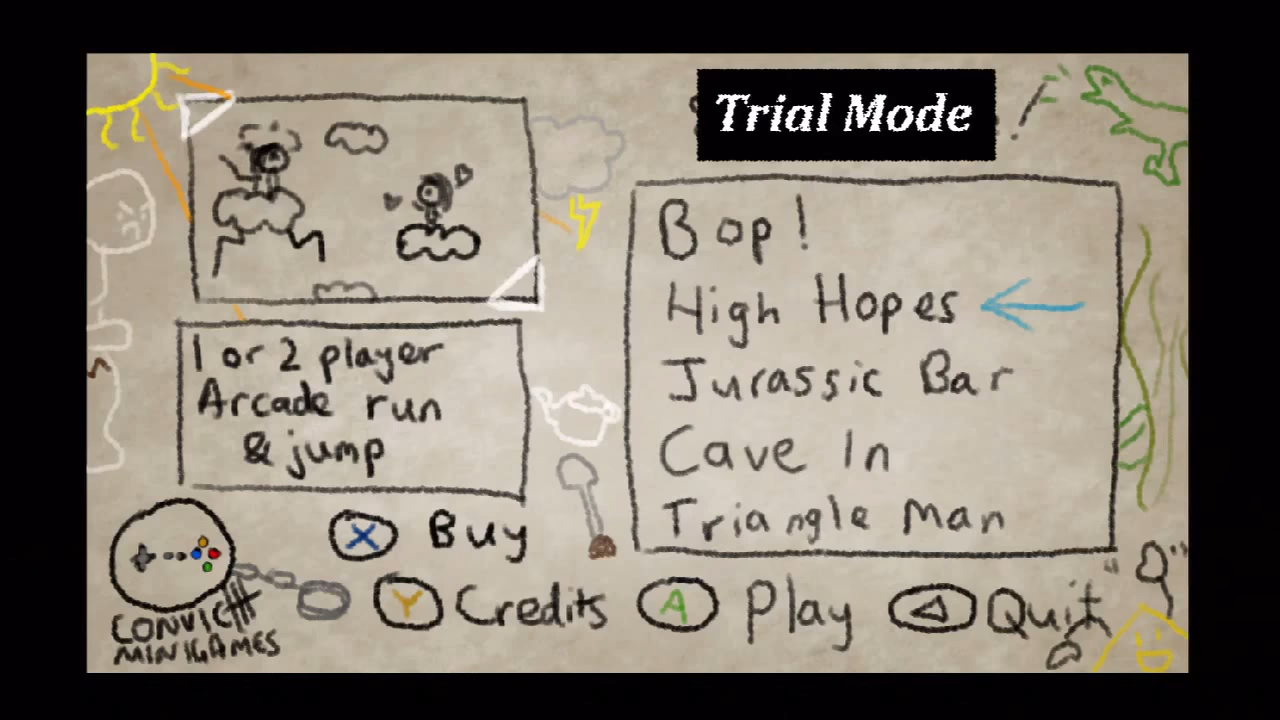 Trial Mode
Bop!
High Hopes
Jurassic Bar
Cave In
Triangle Man
1 or 2 player
Arcade run
& jump
X Buy
Y Credits
A Play
Quit
CONVICT
MINIGAMES